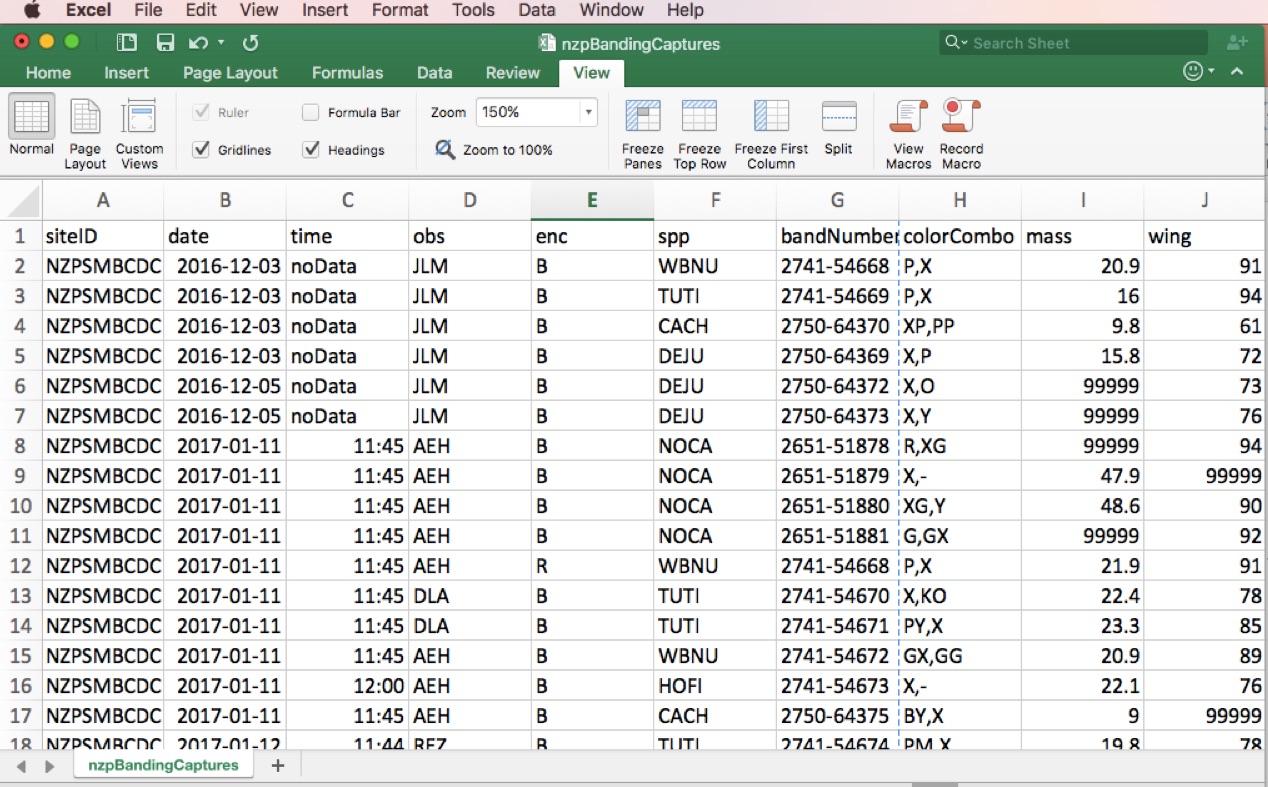 Excel File Edit View Insert Format Tools Data Window Help
nzpBandingCaptures
Search Sheet
Home Insert Page Layout Formulas Data Review View
Normal Page Layout Custom Views Ruler Gridlines Formula Bar Headings Zoom 150% Zoom to 100% Freeze Panes Freeze Top Row Freeze First Column Split View Macros Record Macro
A B C D E F G H I J
1 siteID date time obs enc spp bandNumber colorCombo mass wing
2 NZPSMBCDC 2016-12-03 noData JLM B WBNU 2741-54668 P,X 20.9 91
3 NZPSMBCDC 2016-12-03 noData JLM B TUTI 2741-54669 P,X 16 94
4 NZPSMBCDC 2016-12-03 noData JLM B CACH 2750-64370 XP,PP 9.8 61
5 NZPSMBCDC 2016-12-03 noData JLM B DEJU 2750-64369 X,P 15.8 72
6 NZPSMBCDC 2016-12-05 noData JLM B DEJU 2750-64372 X,O 99999 73
7 NZPSMBCDC 2016-12-05 noData JLM B DEJU 2750-64373 X,Y 99999 76
8 NZPSMBCDC 2017-01-11 11:45 AEH B NOCA 2651-51878 R,XG 99999 94
9 NZPSMBCDC 2017-01-11 11:45 AEH B NOCA 2651-51879 X,- 47.9 99999
10 NZPSMBCDC 2017-01-11 11:45 AEH B NOCA 2651-51880 XG,Y 48.6 90
11 NZPSMBCDC 2017-01-11 11:45 AEH B NOCA 2651-51881 G,GX 99999 92
12 NZPSMBCDC 2017-01-11 11:45 AEH R WBNU 2741-54668 P,X 21.9 91
13 NZPSMBCDC 2017-01-11 11:45 DLA B TUTI 2741-54670 X,KO 22.4 78
14 NZPSMBCDC 2017-01-11 11:45 DLA B TUTI 2741-54671 PY,X 23.3 85
15 NZPSMBCDC 2017-01-11 11:45 AEH B WBNU 2741-54672 GX,GG 20.9 89
16 NZPSMBCDC 2017-01-11 12:00 AEH B HOFI 2741-54673 X,- 22.1 76
17 NZPSMBCDC 2017-01-11 11:45 AEH B CACH 2750-64375 BY,X 9 99999
18 NZPSMBCDC 2017-01-12 11:44 B TUTI 2741-54674 PM,X 19.8 78
nzpBandingCaptures